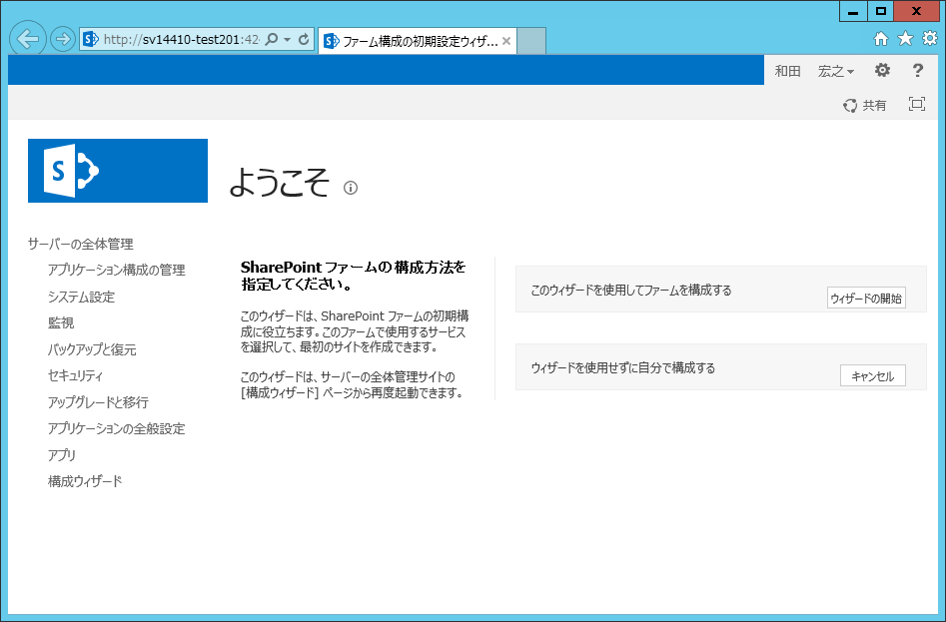 http://sv14410-test201:42
ファーム構成の初期設定ウィザ...
和田 宏之
?
共有
S
ようこそ
サーバーの全体管理
アプリケーション構成の管理
システム設定
監視
バックアップと復元
セキュリティ
アップグレードと移行
アプリケーションの全般設定
アプリ
構成ウィザード
SharePoint ファームの構成方法を
指定してください。
このウィザードは、SharePoint ファームの初期構
成に役立ちます。このファームで使用するサービス
を選択して、最初のサイトを作成できます。
このウィザードは、サーバーの全体管理サイトの
[構成ウィザード] ページから再度起動できます。
このウィザードを使用してファームを構成する
ウィザードの開始
ウィザードを使用せずに自分で構成する
キャンセル